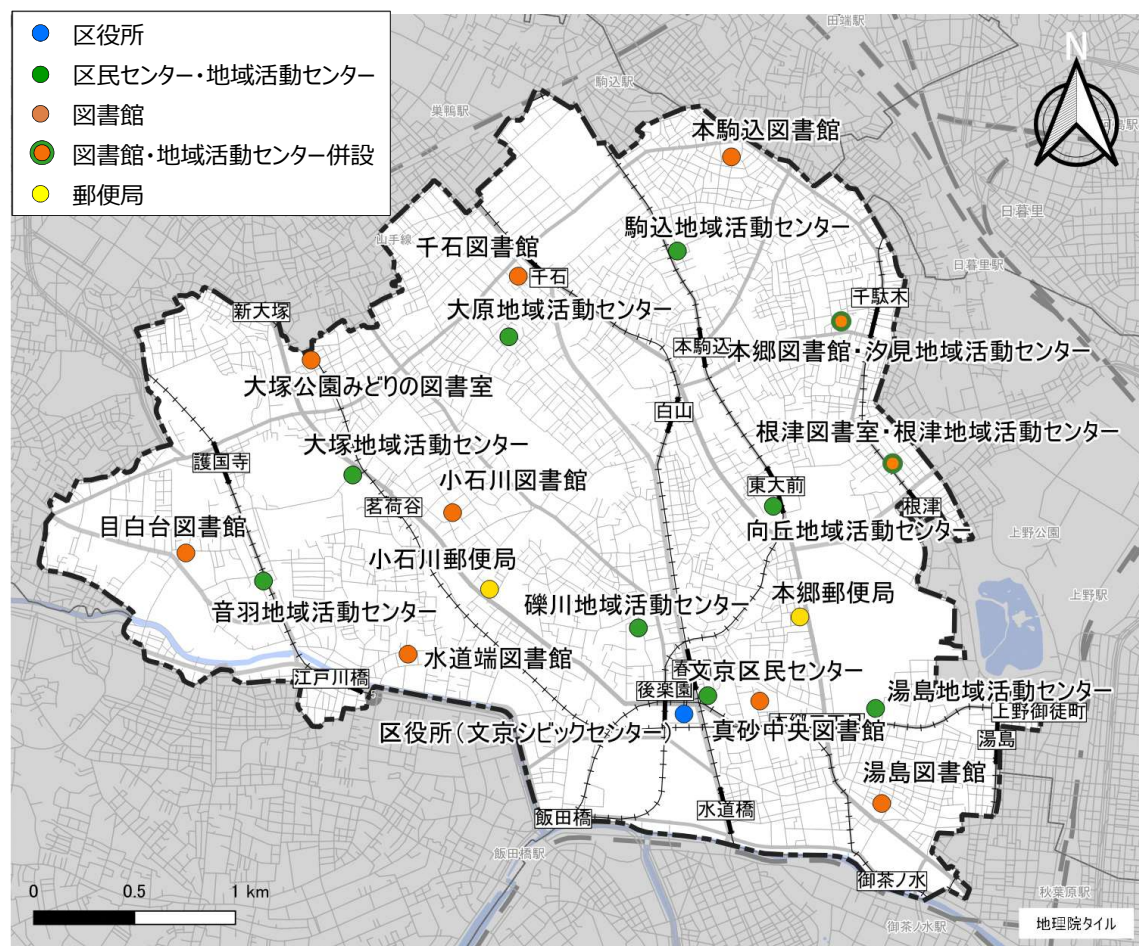 区役所
区民センター・地域活動センター
図書館
図書館・地域活動センター併設
郵便局
田端駅
N
駒込駅
巣鴨駅
本駒込図書館
日暮里
駒込地域活動センター
山手線
千石図書館
千石
日暮里駅
千駄木
大原地域活動センター
新大塚
本駒込
本郷図書館・汐見地域活動センター
大塚公園みどりの図書室
白山
根津図書室・根津地域活動センター
大塚地域活動センター
護国寺
小石川図書館
東大前
茗荷谷
根津
目白台図書館
向丘地域活動センター
上野公園
小石川郵便局
音羽地域活動センター
礫川地域活動センター
本郷郵便局
上野駅
水道端図書館
春
文京区民センター
江戸川橋
後楽園
湯島地域活動センター
上野御徒町
区役所（文京シビックセンター）
真砂中央図書館
湯島
湯島図書館
飯田橋
水道橋
飯田橋駅
御茶ノ水
秋葉原駅
御茶ノ水駅
0 0.5 1 km
地理院タイル